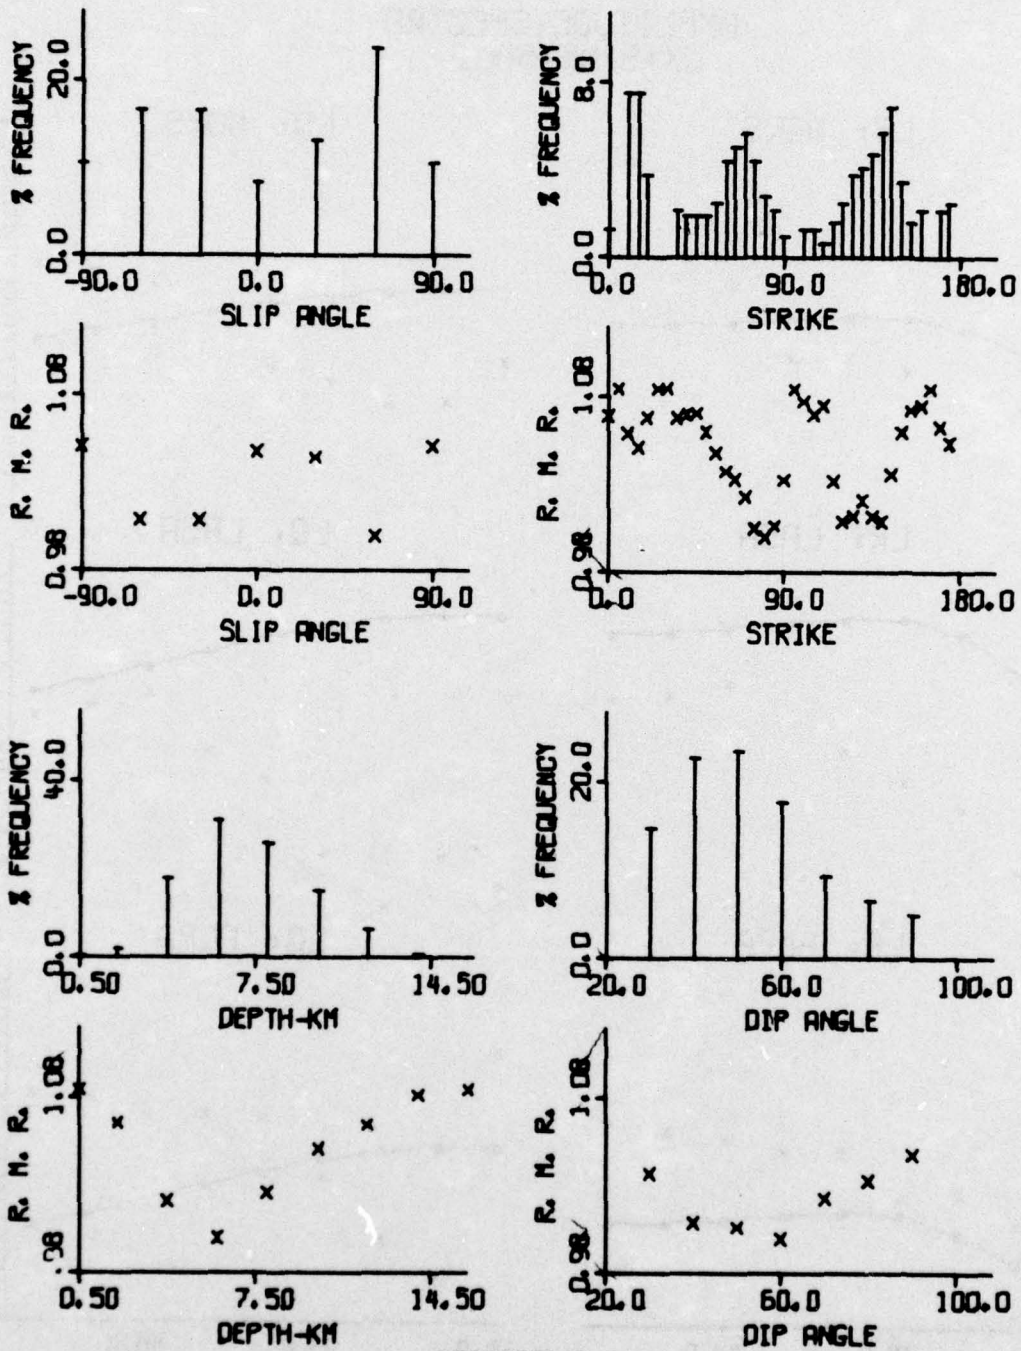 % FREQUENCY
20.0
0.0
-90.0
0.0
90.0
SLIP ANGLE
% FREQUENCY
8.0
0.0
0.0
90.0
180.0
STRIKE
R. M. R.
1.08
0.98
-90.0
0.0
90.0
SLIP ANGLE
R. M. R.
1.08
0.98
0.0
90.0
180.0
STRIKE
% FREQUENCY
40.0
0.0
0.50
7.50
14.50
DEPTH-KM
% FREQUENCY
20.0
0.0
20.0
60.0
100.0
DIP ANGLE
R. M. R.
1.08
.98
0.50
7.50
14.50
DEPTH-KM
R. M. R.
1.08
0.98
20.0
60.0
100.0
DIP ANGLE